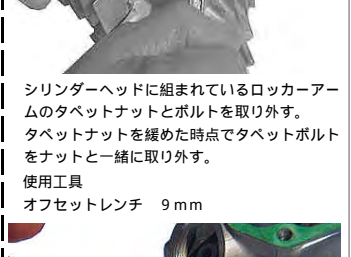 シリンダーヘッドに組まれているロッカーアー
ムのタペットナットとボルトを取り外す。
タペットナットを緩めた時点でタペットボルト
をナットと一緒に取り外す。
使用工具
オフセットレンチ　9mm